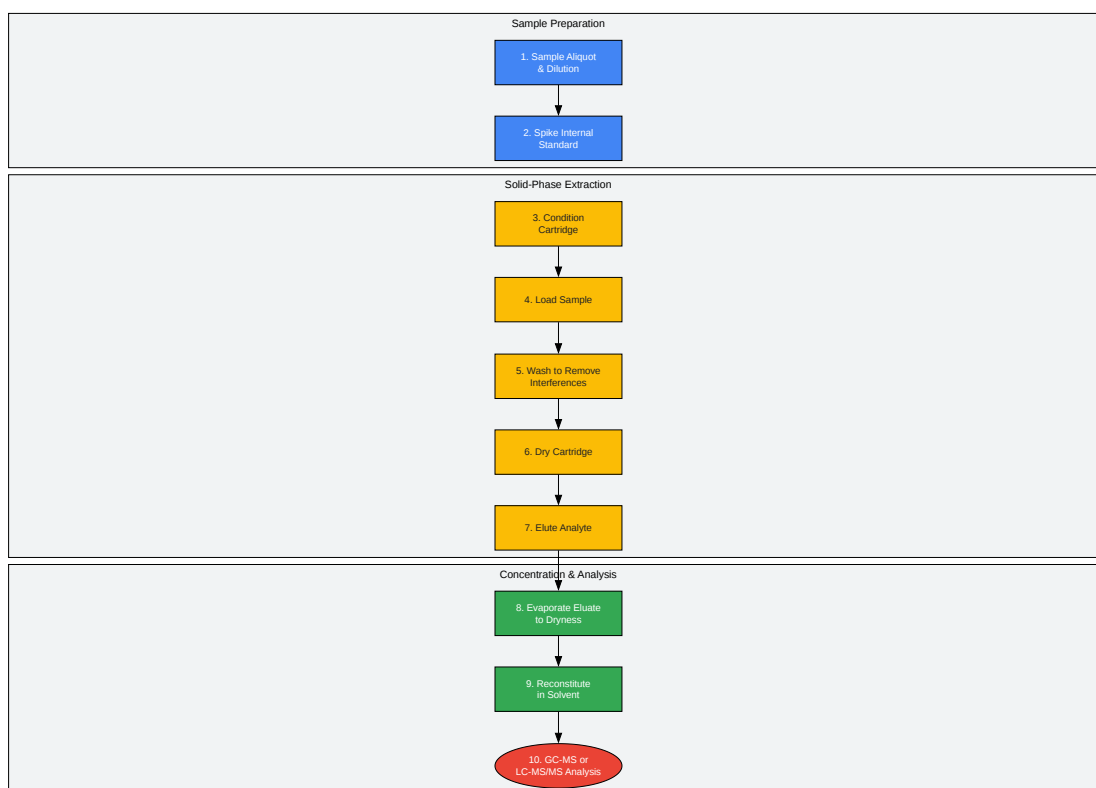 Sample Preparation
1. Sample Aliquot
& Dilution
2. Spike Internal
Standard
Solid-Phase Extraction
3. Condition
Cartridge
4. Load Sample
5. Wash to Remove
Interferences
6. Dry Cartridge
7. Elute Analyte
Concentration & Analysis
8. Evaporate Eluate
to Dryness
9. Reconstitute
in Solvent
10. GC-MS or
LC-MS/MS Analysis